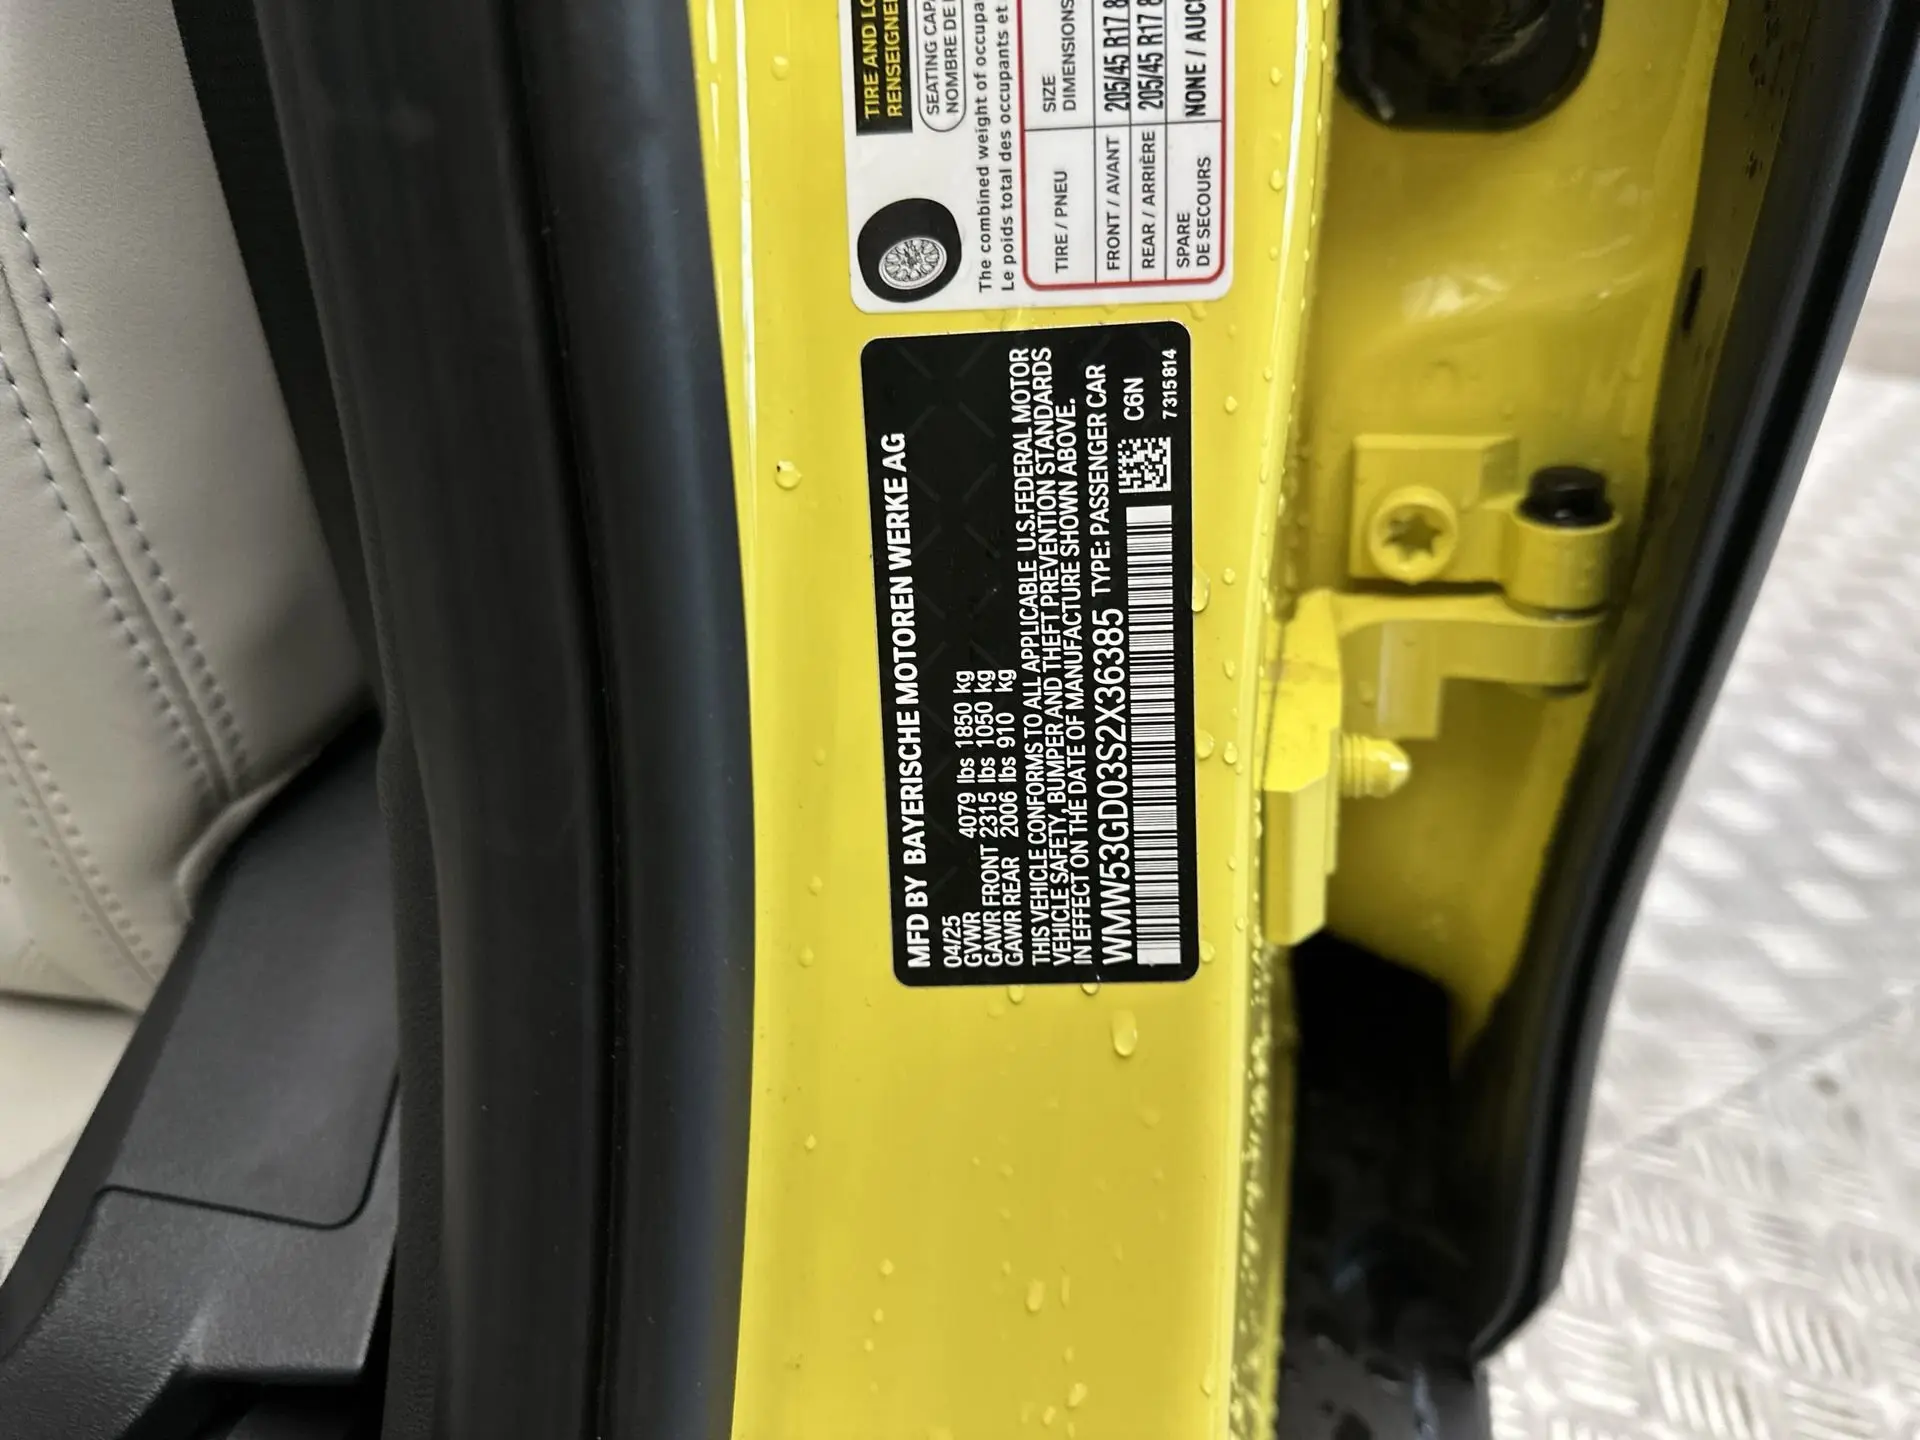 TIRE AND LO
RENSEIGNE
SEATING CAP
NOMBRE DE
The combined weight of occupa
Le poids total des occupants et
TIRE / PNEU
SIZE
DIMENSIONS
FRONT / AVANT
205/45 R17 8
REAR / ARRIÈRE
205/45 R17 8
SPARE
DE SECOURS
NONE / AUC
MFD BY BAYERISCHE MOTOREN WERKE AG
04/25
GVWR 4079 lbs 1850 kg
GAWR FRONT 2315 lbs 1050 kg
GAWR REAR 2006 lbs 910 kg
THIS VEHICLE CONFORMS TO ALL APPLICABLE U.S.FEDERAL MOTOR
VEHICLE SAFETY, BUMPER AND THEFT PREVENTION STANDARDS
IN EFFECT ON THE DATE OF MANUFACTURE SHOWN ABOVE.
WMW53GD03S2X36385 TYPE: PASSENGER CAR
C6N
7315814